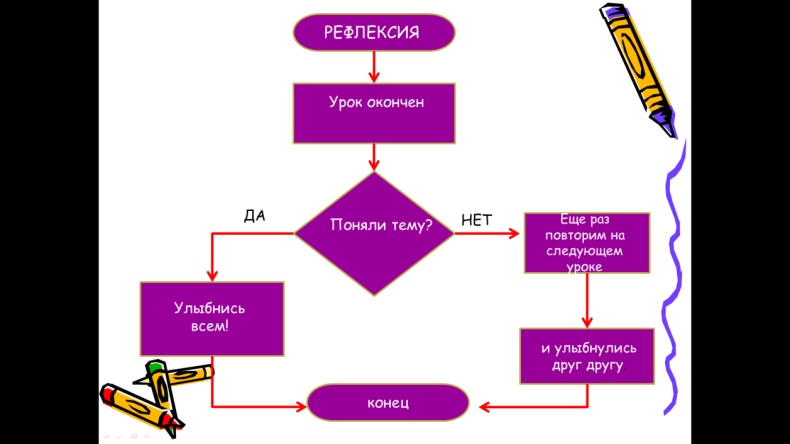 РЕФЛЕКСИЯ
Урок окончен
Поняли тему?
ДА
НЕТ
Еще раз
повторим на
следующем
уроке
Улыбнись
всем!
и улыбнулись
друг другу
конец